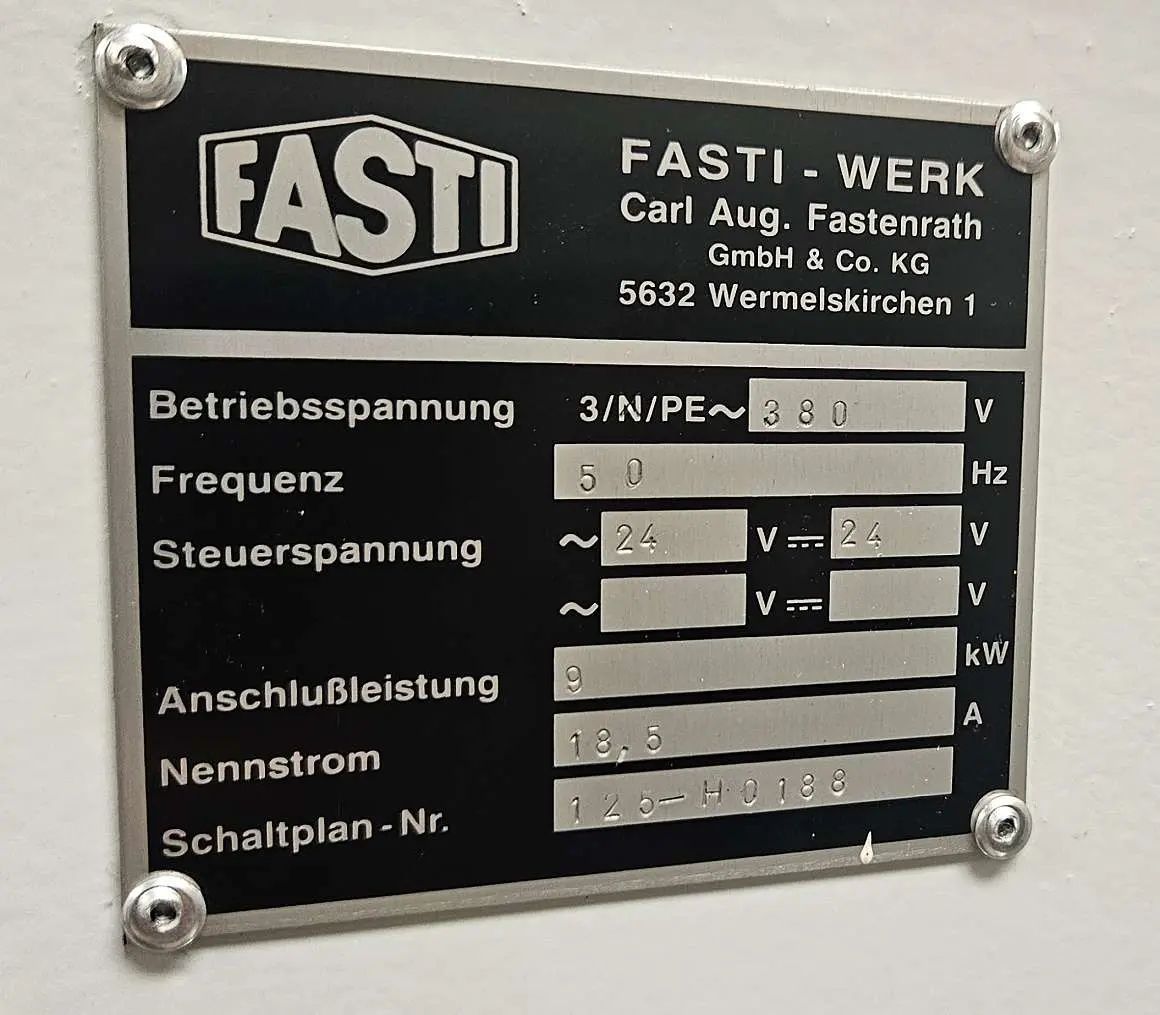 FASTI
FASTI - WERK
Carl Aug. Fastenrath
GmbH & Co. KG
5632 Wermelskirchen 1
Betriebsspannung 3/N/PE~ 380 V
Frequenz 50 Hz
Steuerspannung ~ 24 V ⎓ 24 V
~ V ⎓ V
Anschlußleistung 9 kW
Nennstrom 18,5 A
Schaltplan-Nr. 125-H0188